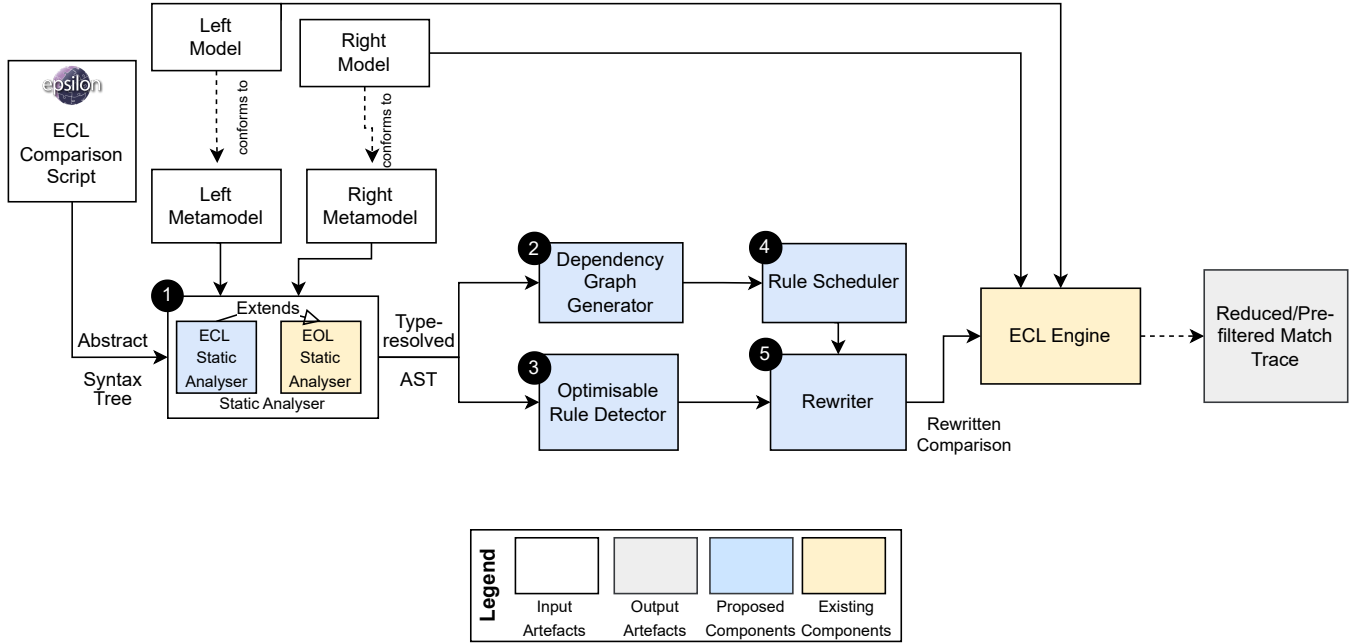 Left
Model
Right
Model
epsilon
ECL
Comparison
Script
conforms to
conforms to
Left
Metamodel
Right
Metamodel
1
Extends
ECL
Static
Analyser
EOL
Static
Analyser
Static Analyser
Abstract
Syntax
Tree
Type-
resolved
AST
2
Dependency
Graph
Generator
3
Optimisable
Rule Detector
4
Rule Scheduler
5
Rewriter
Rewritten
Comparison
ECL Engine
Reduced/Pre-
filtered Match
Trace
Legend
Input
Artefacts
Output
Artefacts
Proposed
Components
Existing
Components